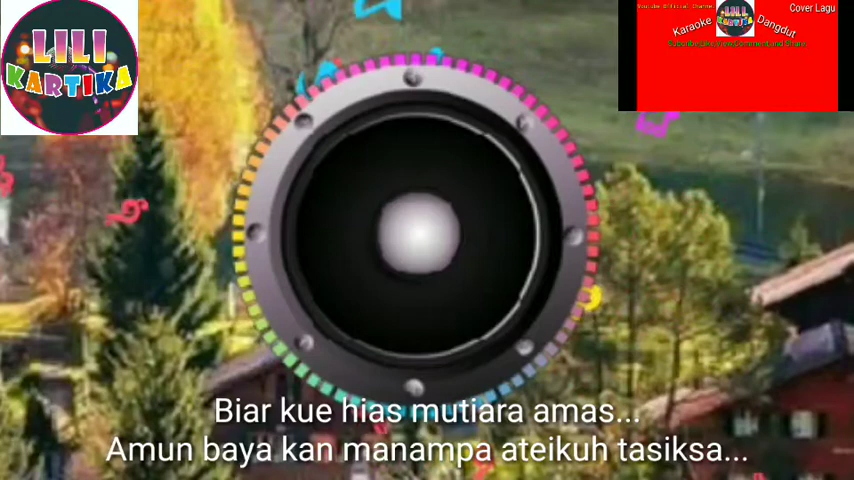 LILI
KARTIKA
Cover Lagu
Karaoke
Dangdut
Biar kue hias mutiara amas...
Amun baya kan manampa ateikuh tasiksa...